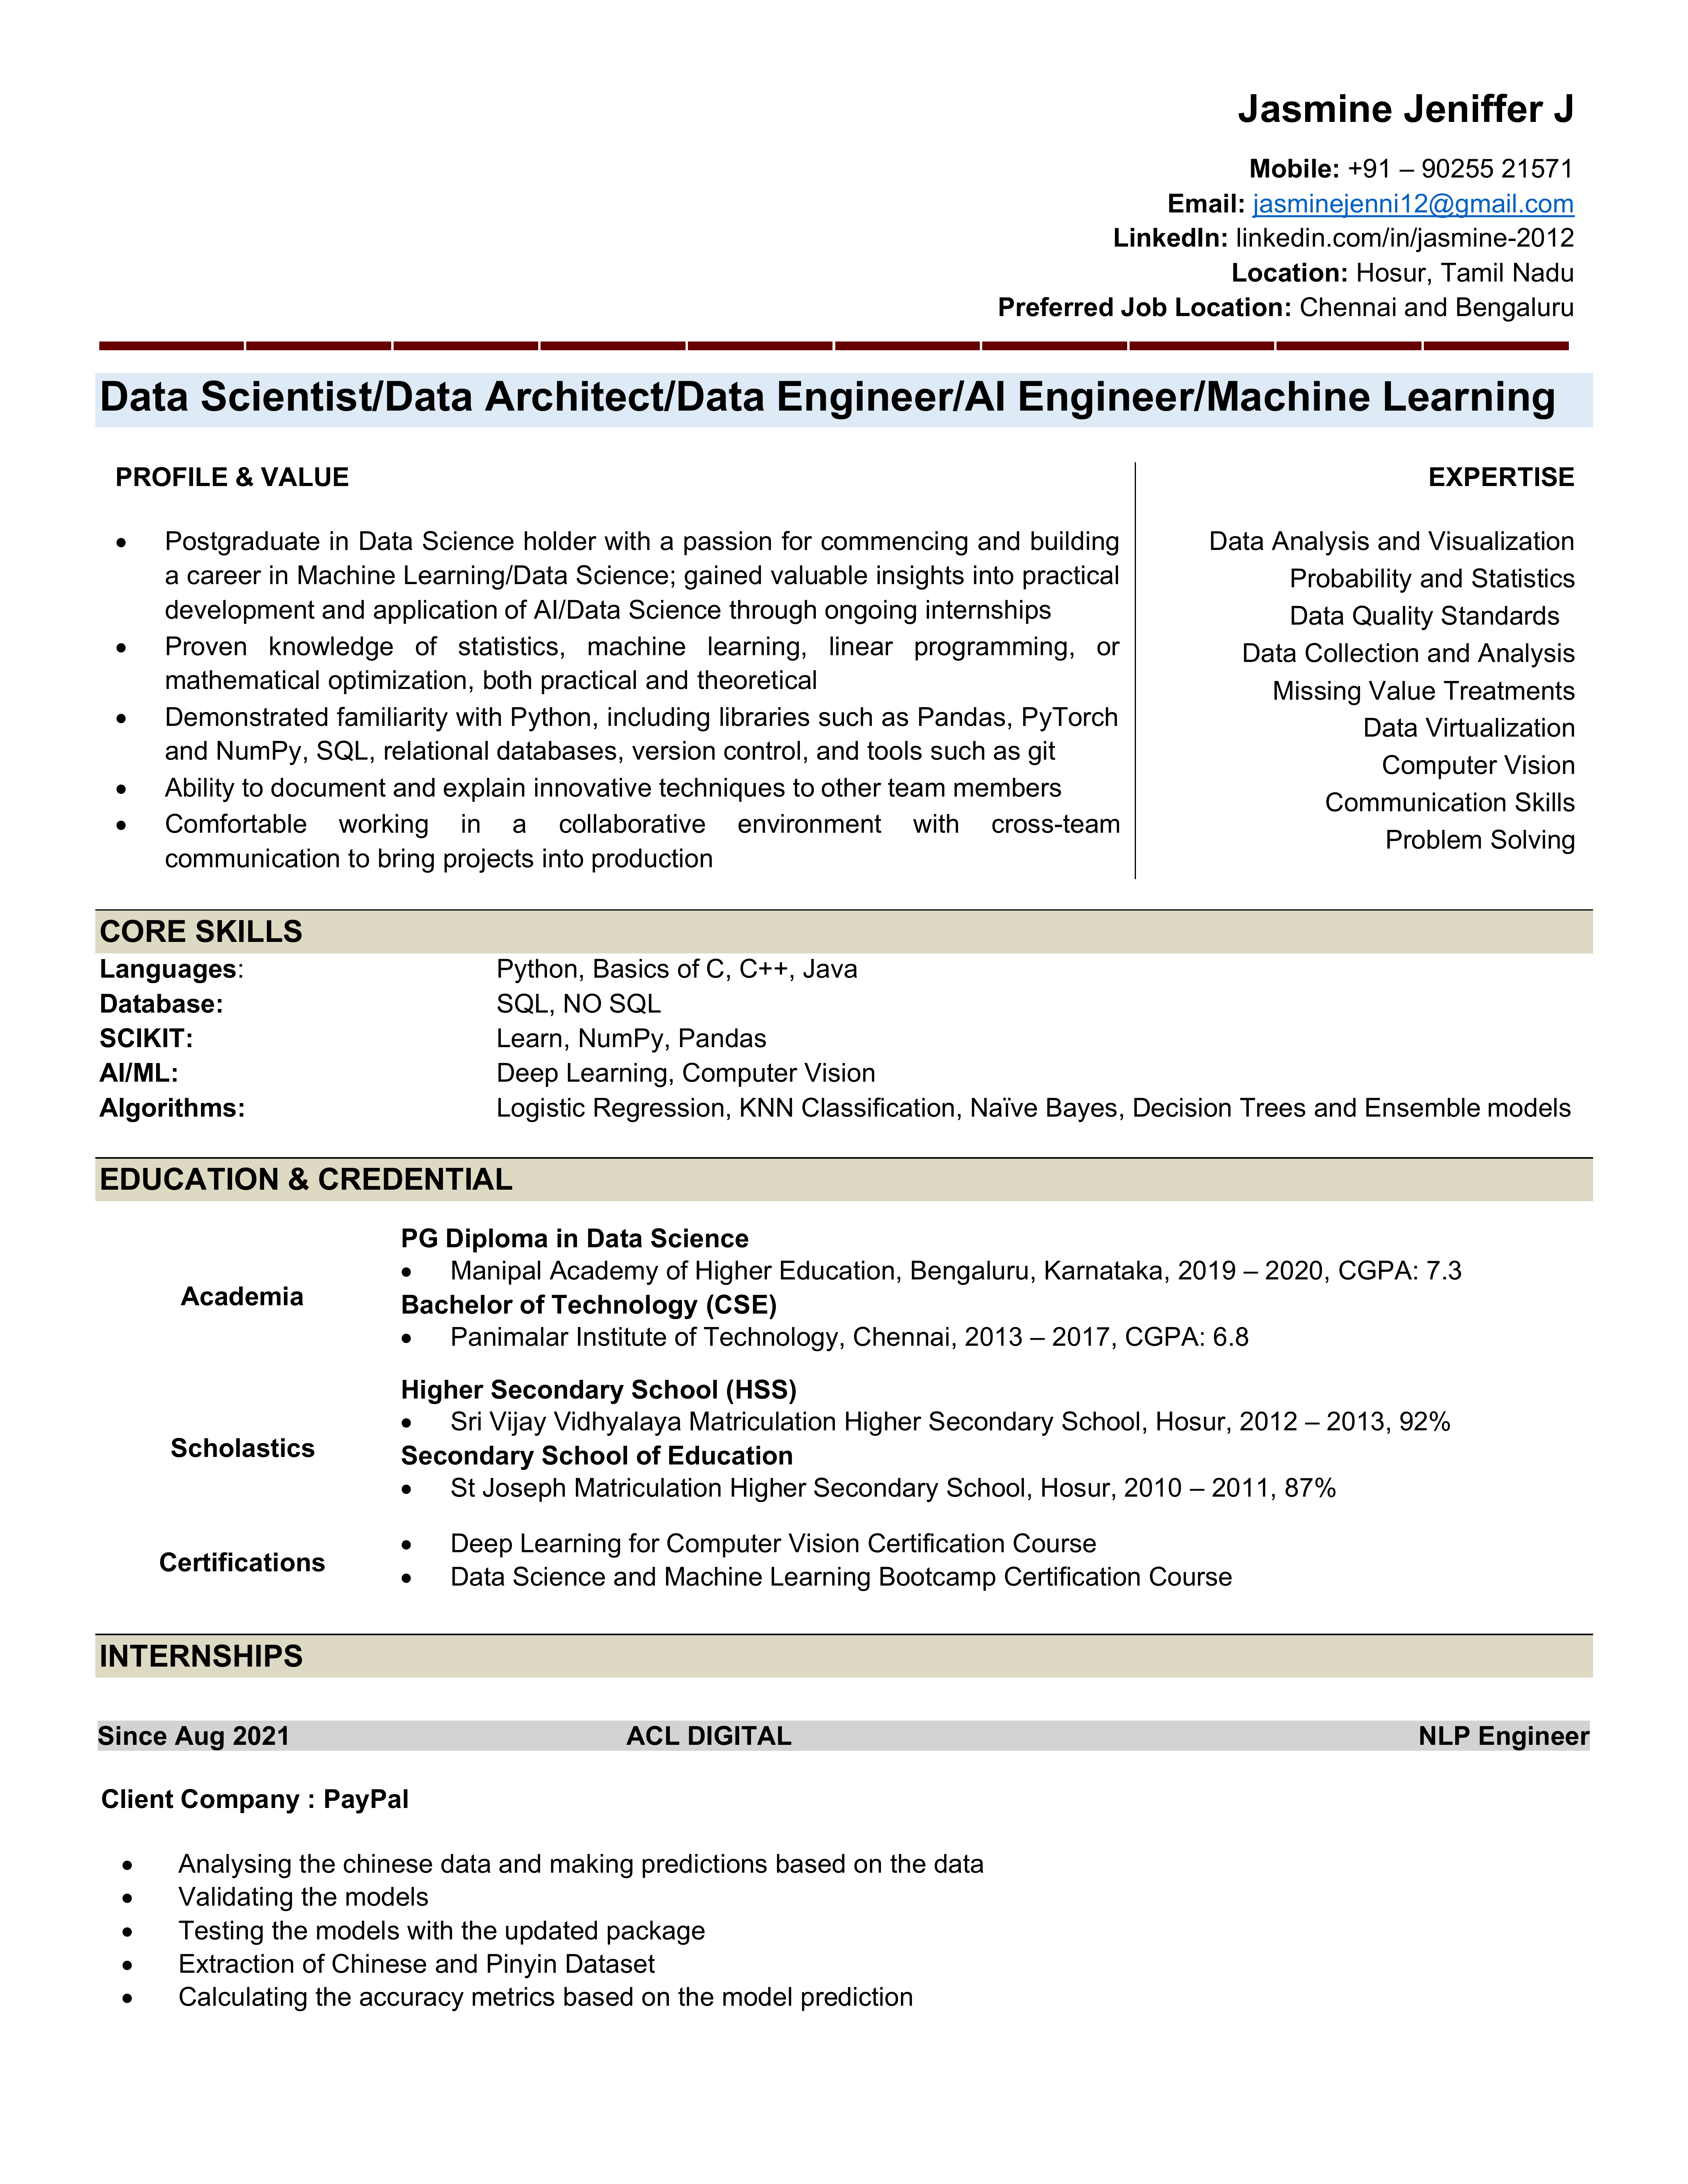 Jasmine Jeniffer J
Mobile: +91 – 90255 21571
Email: jasminejenni12@gmail.com
LinkedIn: linkedin.com/in/jasmine-2012
Location: Hosur, Tamil Nadu
Preferred Job Location: Chennai and Bengaluru
Data Scientist/Data Architect/Data Engineer/AI Engineer/Machine Learning
PROFILE & VALUE
• Postgraduate in Data Science holder with a passion for commencing and building
a career in Machine Learning/Data Science; gained valuable insights into practical
development and application of AI/Data Science through ongoing internships
• Proven knowledge of statistics, machine learning, linear programming, or
mathematical optimization, both practical and theoretical
• Demonstrated familiarity with Python, including libraries such as Pandas, PyTorch
and NumPy, SQL, relational databases, version control, and tools such as git
• Ability to document and explain innovative techniques to other team members
• Comfortable working in a collaborative environment with cross-team
communication to bring projects into production
EXPERTISE
Data Analysis and Visualization
Probability and Statistics
Data Quality Standards
Data Collection and Analysis
Missing Value Treatments
Data Virtualization
Computer Vision
Communication Skills
Problem Solving
CORE SKILLS
Languages: Python, Basics of C, C++, Java
Database: SQL, NO SQL
SCIKIT: Learn, NumPy, Pandas
AI/ML: Deep Learning, Computer Vision
Algorithms: Logistic Regression, KNN Classification, Naïve Bayes, Decision Trees and Ensemble models
EDUCATION & CREDENTIAL
Academia
PG Diploma in Data Science
• Manipal Academy of Higher Education, Bengaluru, Karnataka, 2019 – 2020, CGPA: 7.3
Bachelor of Technology (CSE)
• Panimalar Institute of Technology, Chennai, 2013 – 2017, CGPA: 6.8
Scholastics
Higher Secondary School (HSS)
• Sri Vijay Vidhyalaya Matriculation Higher Secondary School, Hosur, 2012 – 2013, 92%
Secondary School of Education
• St Joseph Matriculation Higher Secondary School, Hosur, 2010 – 2011, 87%
Certifications
• Deep Learning for Computer Vision Certification Course
• Data Science and Machine Learning Bootcamp Certification Course
INTERNSHIPS
Since Aug 2021 ACL DIGITAL NLP Engineer
Client Company : PayPal
• Analysing the chinese data and making predictions based on the data
• Validating the models
• Testing the models with the updated package
• Extraction of Chinese and Pinyin Dataset
• Calculating the accuracy metrics based on the model prediction